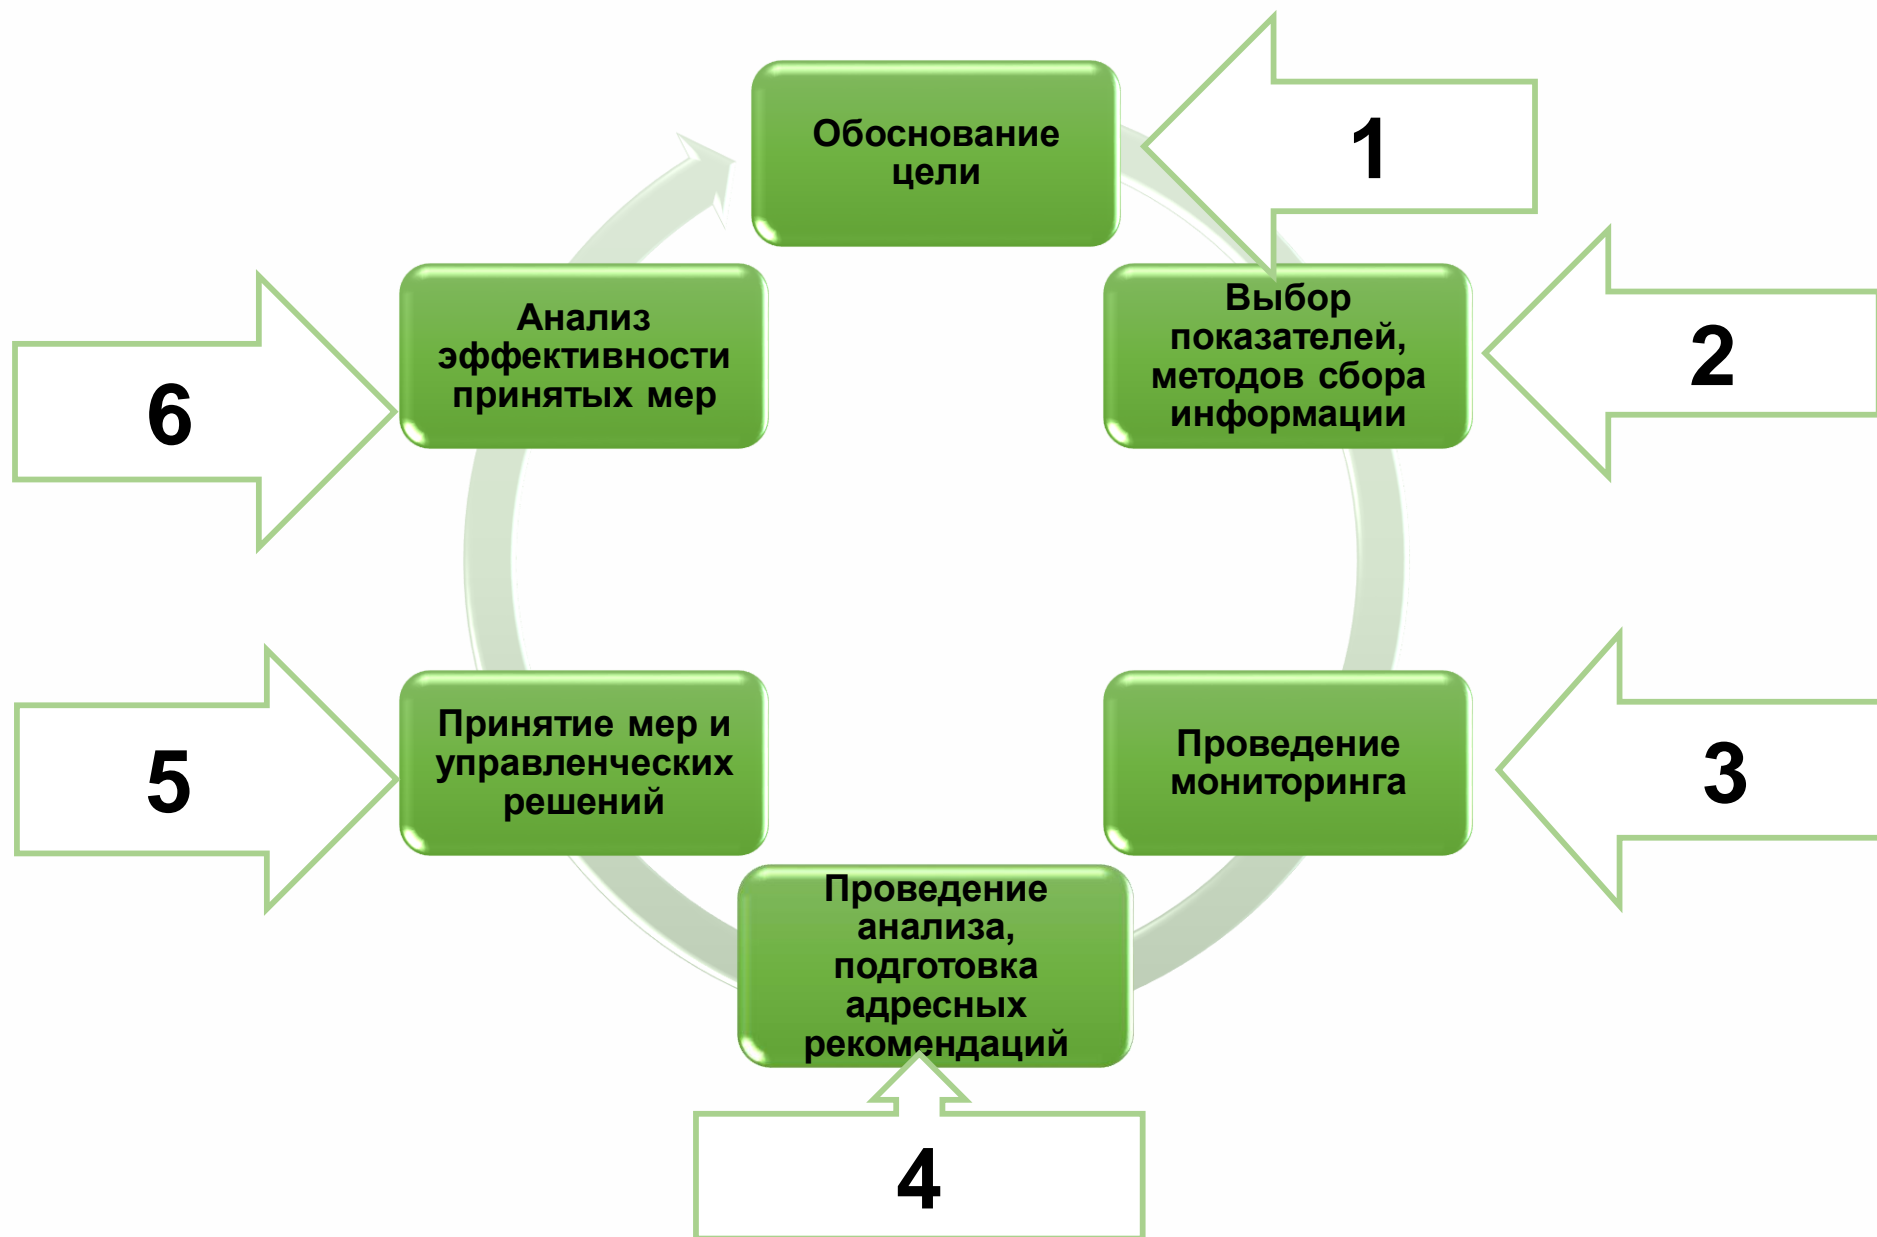 Обоснование
цели
1
Выбор
показателей,
методов сбора
информации
2
Проведение
мониторинга
3
Проведение
анализа,
подготовка
адресных
рекомендаций
4
Принятие мер и
управленческих
решений
5
Анализ
эффективности
принятых мер
6